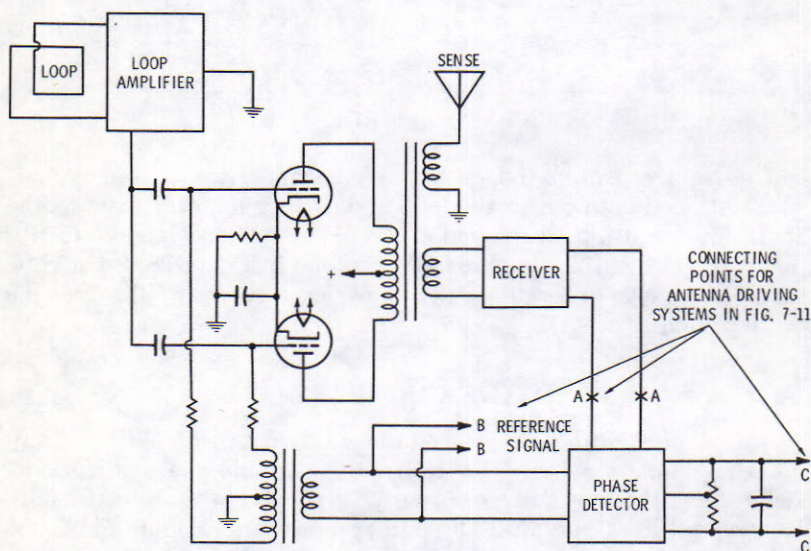 LOOP
LOOP
AMPLIFIER
SENSE
+
RECEIVER
CONNECTING
POINTS FOR
ANTENNA DRIVING
SYSTEMS IN FIG. 7-11
A
A
B
REFERENCE
SIGNAL
B
PHASE
DETECTOR
C
C